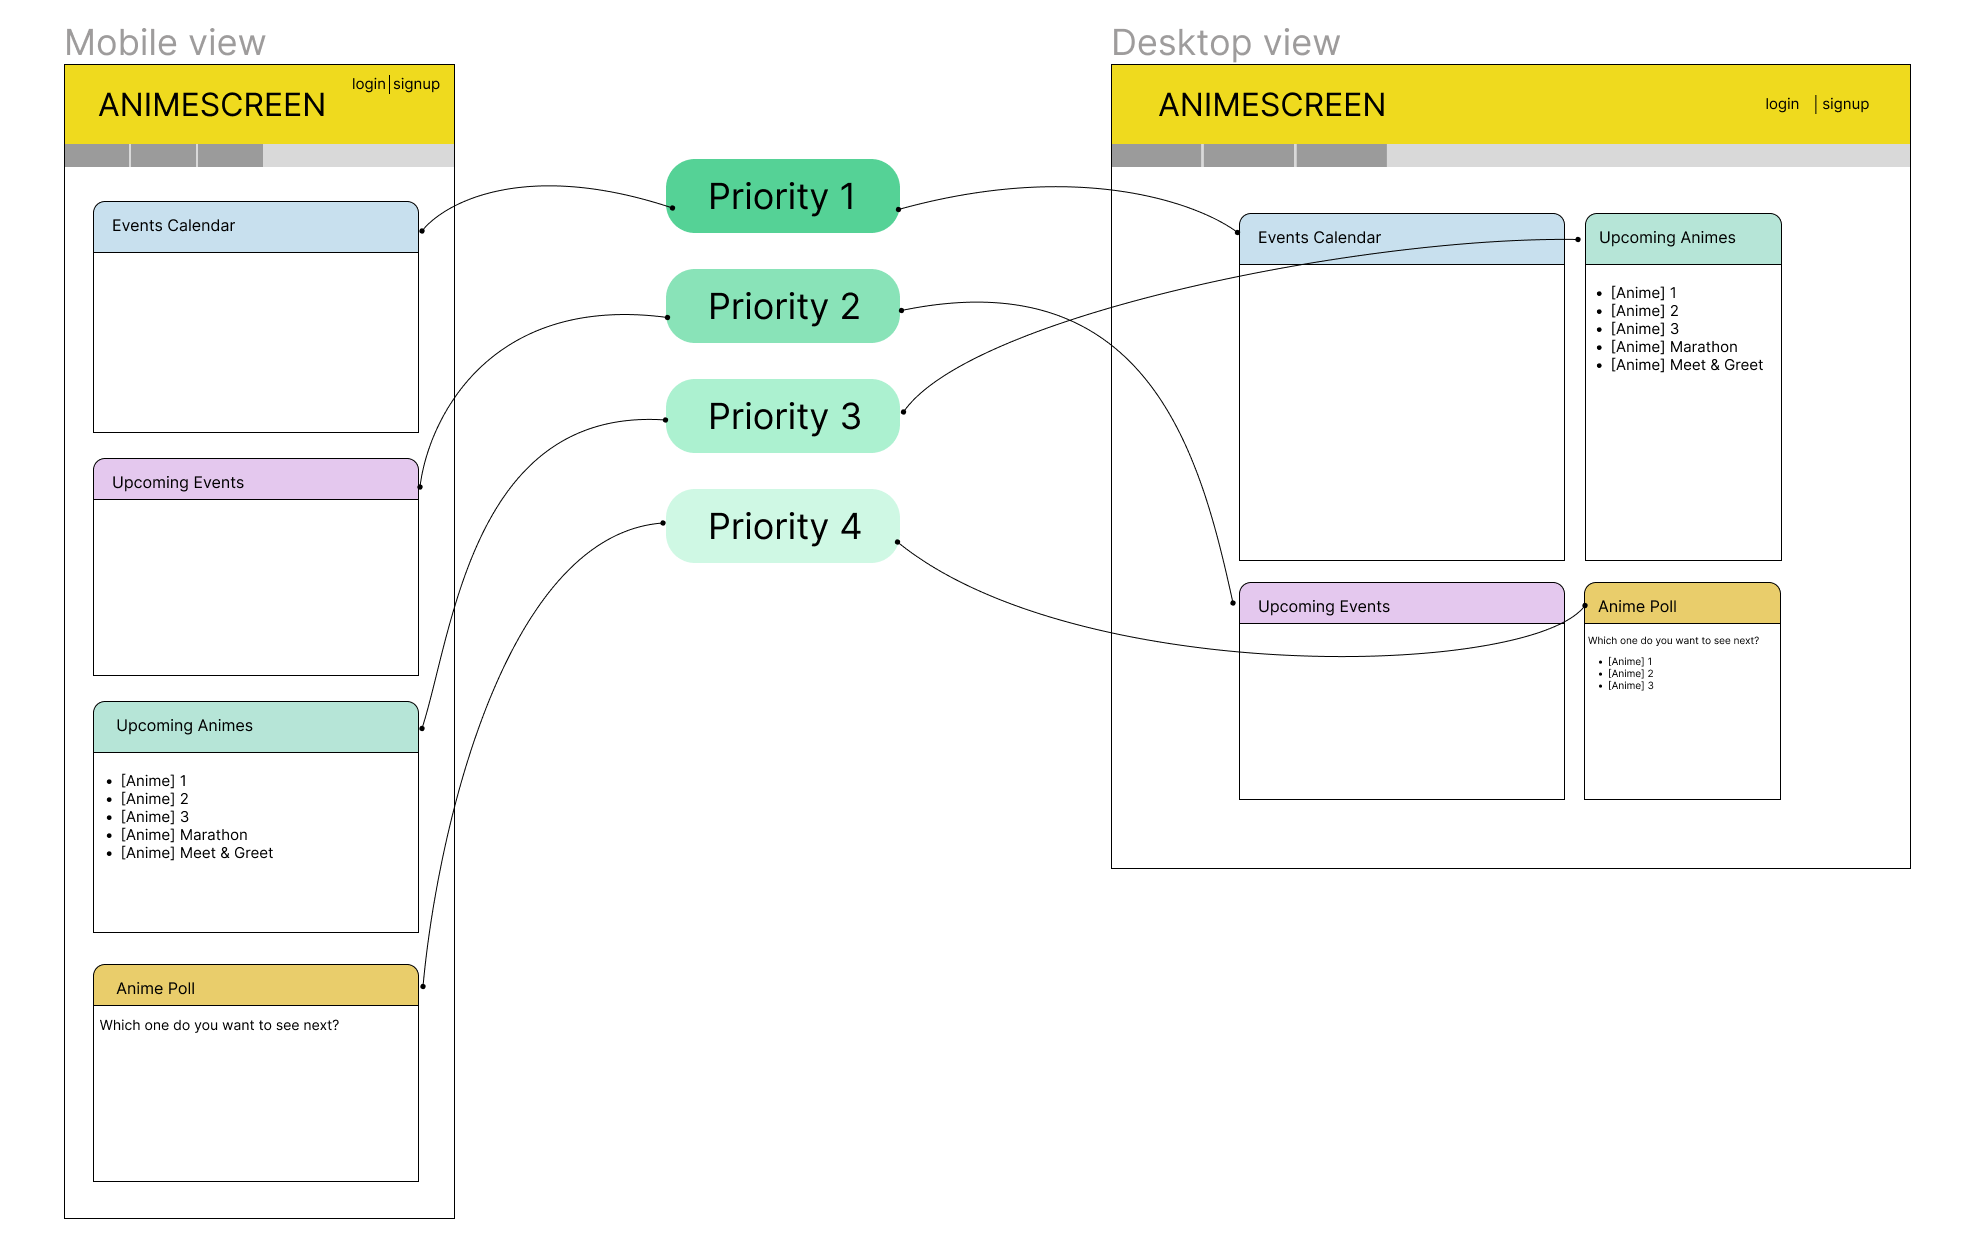 Mobile view
login signup
ANIMESCREEN
Events Calendar
Upcoming Events
Upcoming Animes
• [Anime] 1
• [Anime] 2
• [Anime] 3
• [Anime] Marathon
• [Anime] Meet & Greet
Anime Poll
Which one do you want to see next?
Priority 1
Priority 2
Priority 3
Priority 4
Desktop view
ANIMESCREEN
login | signup
Events Calendar
Upcoming Animes
• [Anime] 1
• [Anime] 2
• [Anime] 3
• [Anime] Marathon
• [Anime] Meet & Greet
Upcoming Events
Anime Poll
Which one do you want to see next?
• [Anime] 1
• [Anime] 2
• [Anime] 3